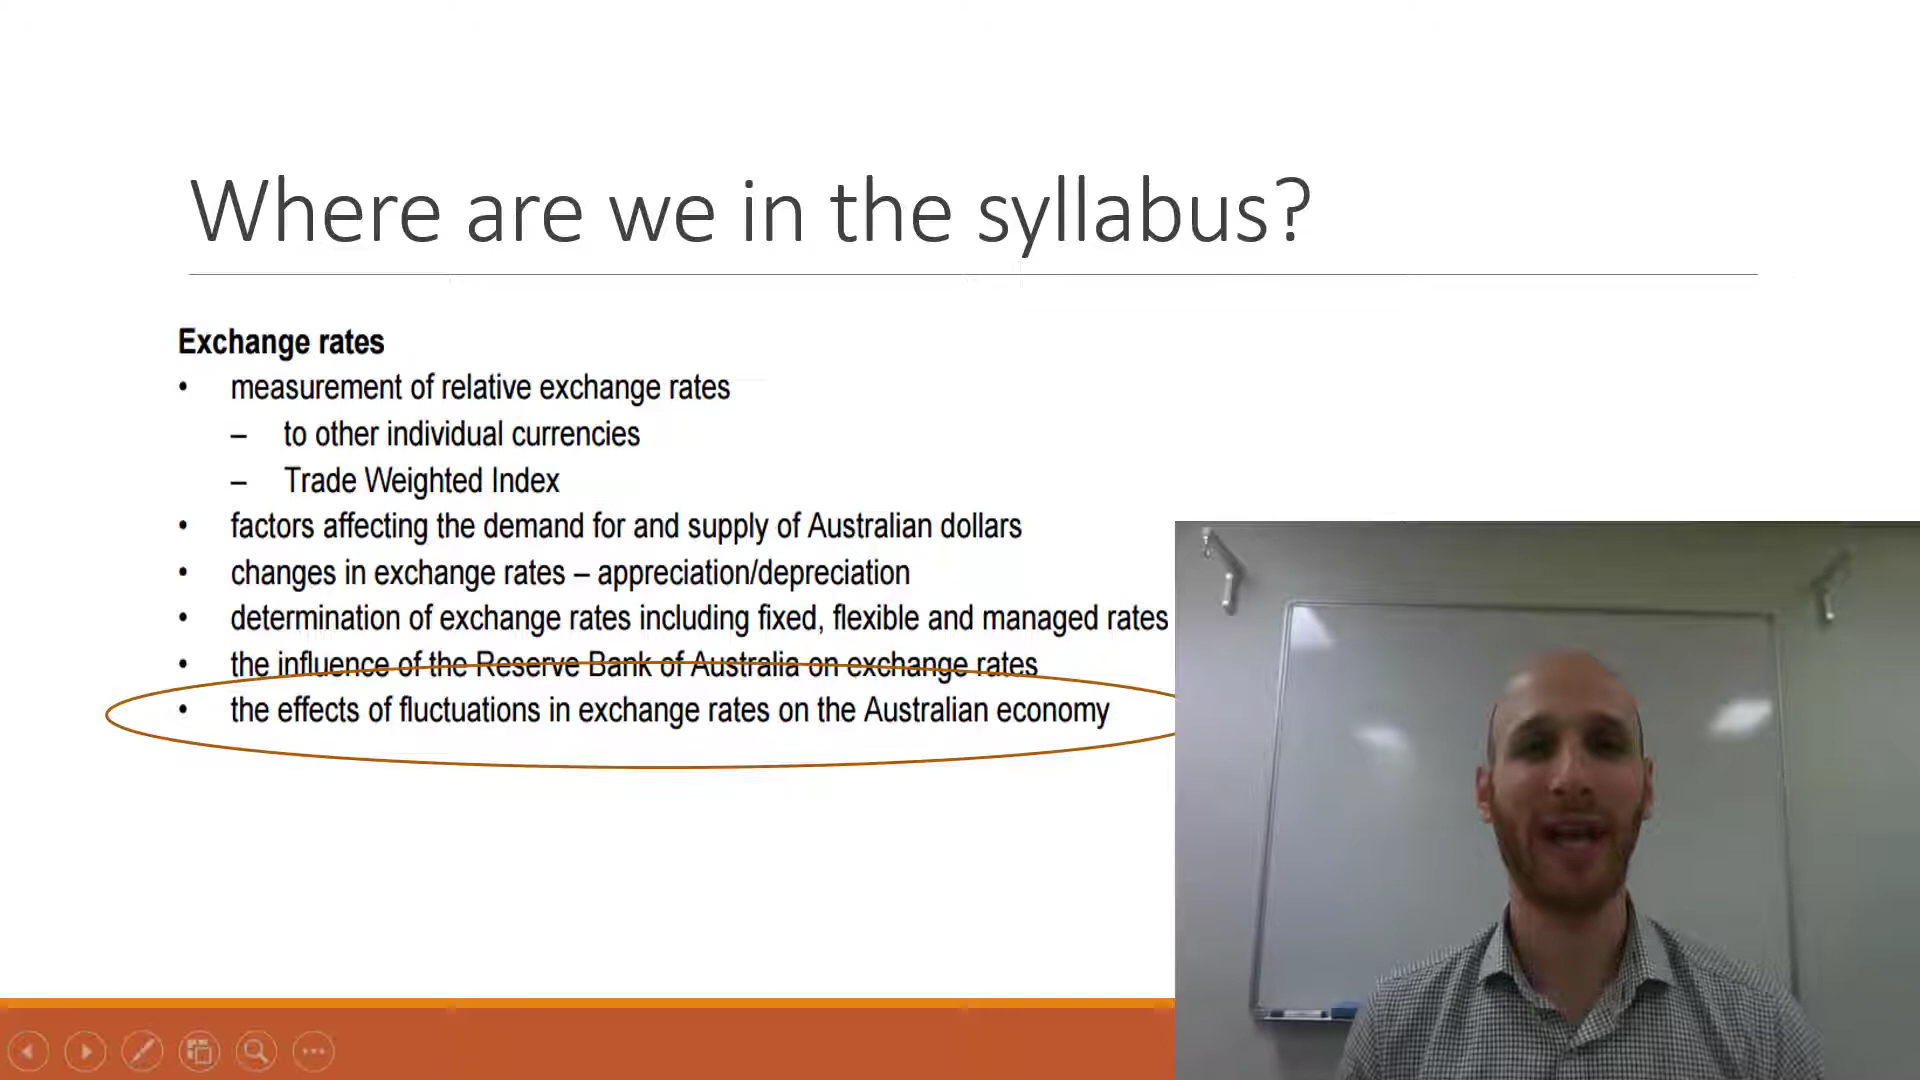 Where are we in the syllabus?
Exchange rates
• measurement of relative exchange rates
– to other individual currencies
– Trade Weighted Index
• factors affecting the demand for and supply of Australian dollars
• changes in exchange rates – appreciation/depreciation
• determination of exchange rates including fixed, flexible and managed rates
• the influence of the Reserve Bank of Australia on exchange rates
• the effects of fluctuations in exchange rates on the Australian economy